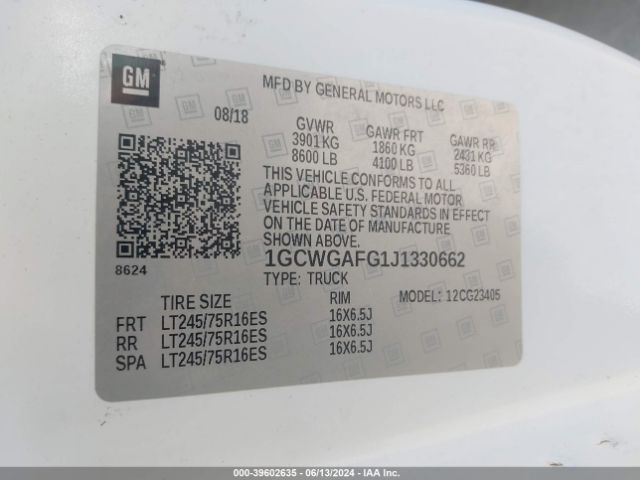 GM
MFD BY GENERAL MOTORS LLC
08/18
GVWR GAWR FRT GAWR RR
3901 KG 1860 KG 2431 KG
8600 LB 4100 LB 5360 LB
THIS VEHICLE CONFORMS TO ALL
APPLICABLE U.S. FEDERAL MOTOR
VEHICLE SAFETY STANDARDS IN EFFECT
ON THE DATE OF MANUFACTURE
SHOWN ABOVE.
1GCWGAFG1J1330662
8624
TYPE: TRUCK
TIRE SIZE RIM MODEL: 12CG23405
FRT LT245/75R16ES 16X6.5J
RR LT245/75R16ES 16X6.5J
SPA LT245/75R16ES 16X6.5J
000-39602635 - 06/13/2024 - IAAI.COM